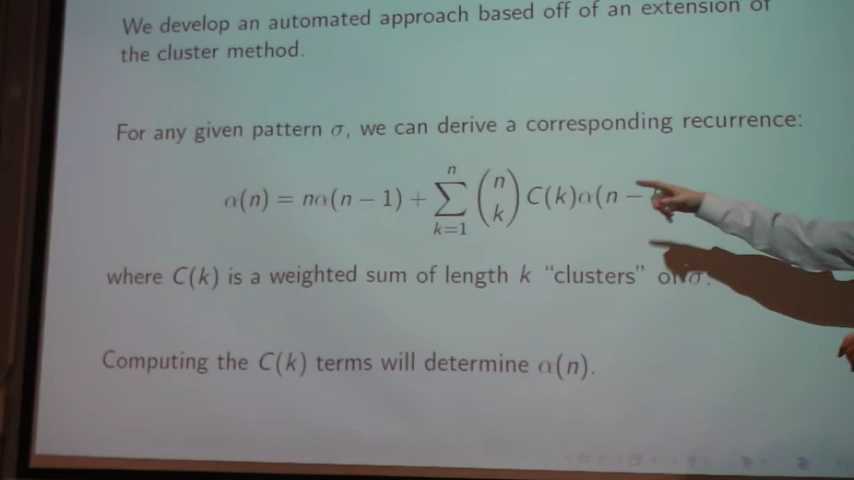 We develop an automated approach based off of an extension of
the cluster method.
For any given pattern σ, we can derive a corresponding recurrence:
α(n) = nα(n − 1) + ∑_{k=1}^{n} \binom{n}{k} C(k)α(n −
where C(k) is a weighted sum of length k "clusters" of σ.
Computing the C(k) terms will determine α(n).